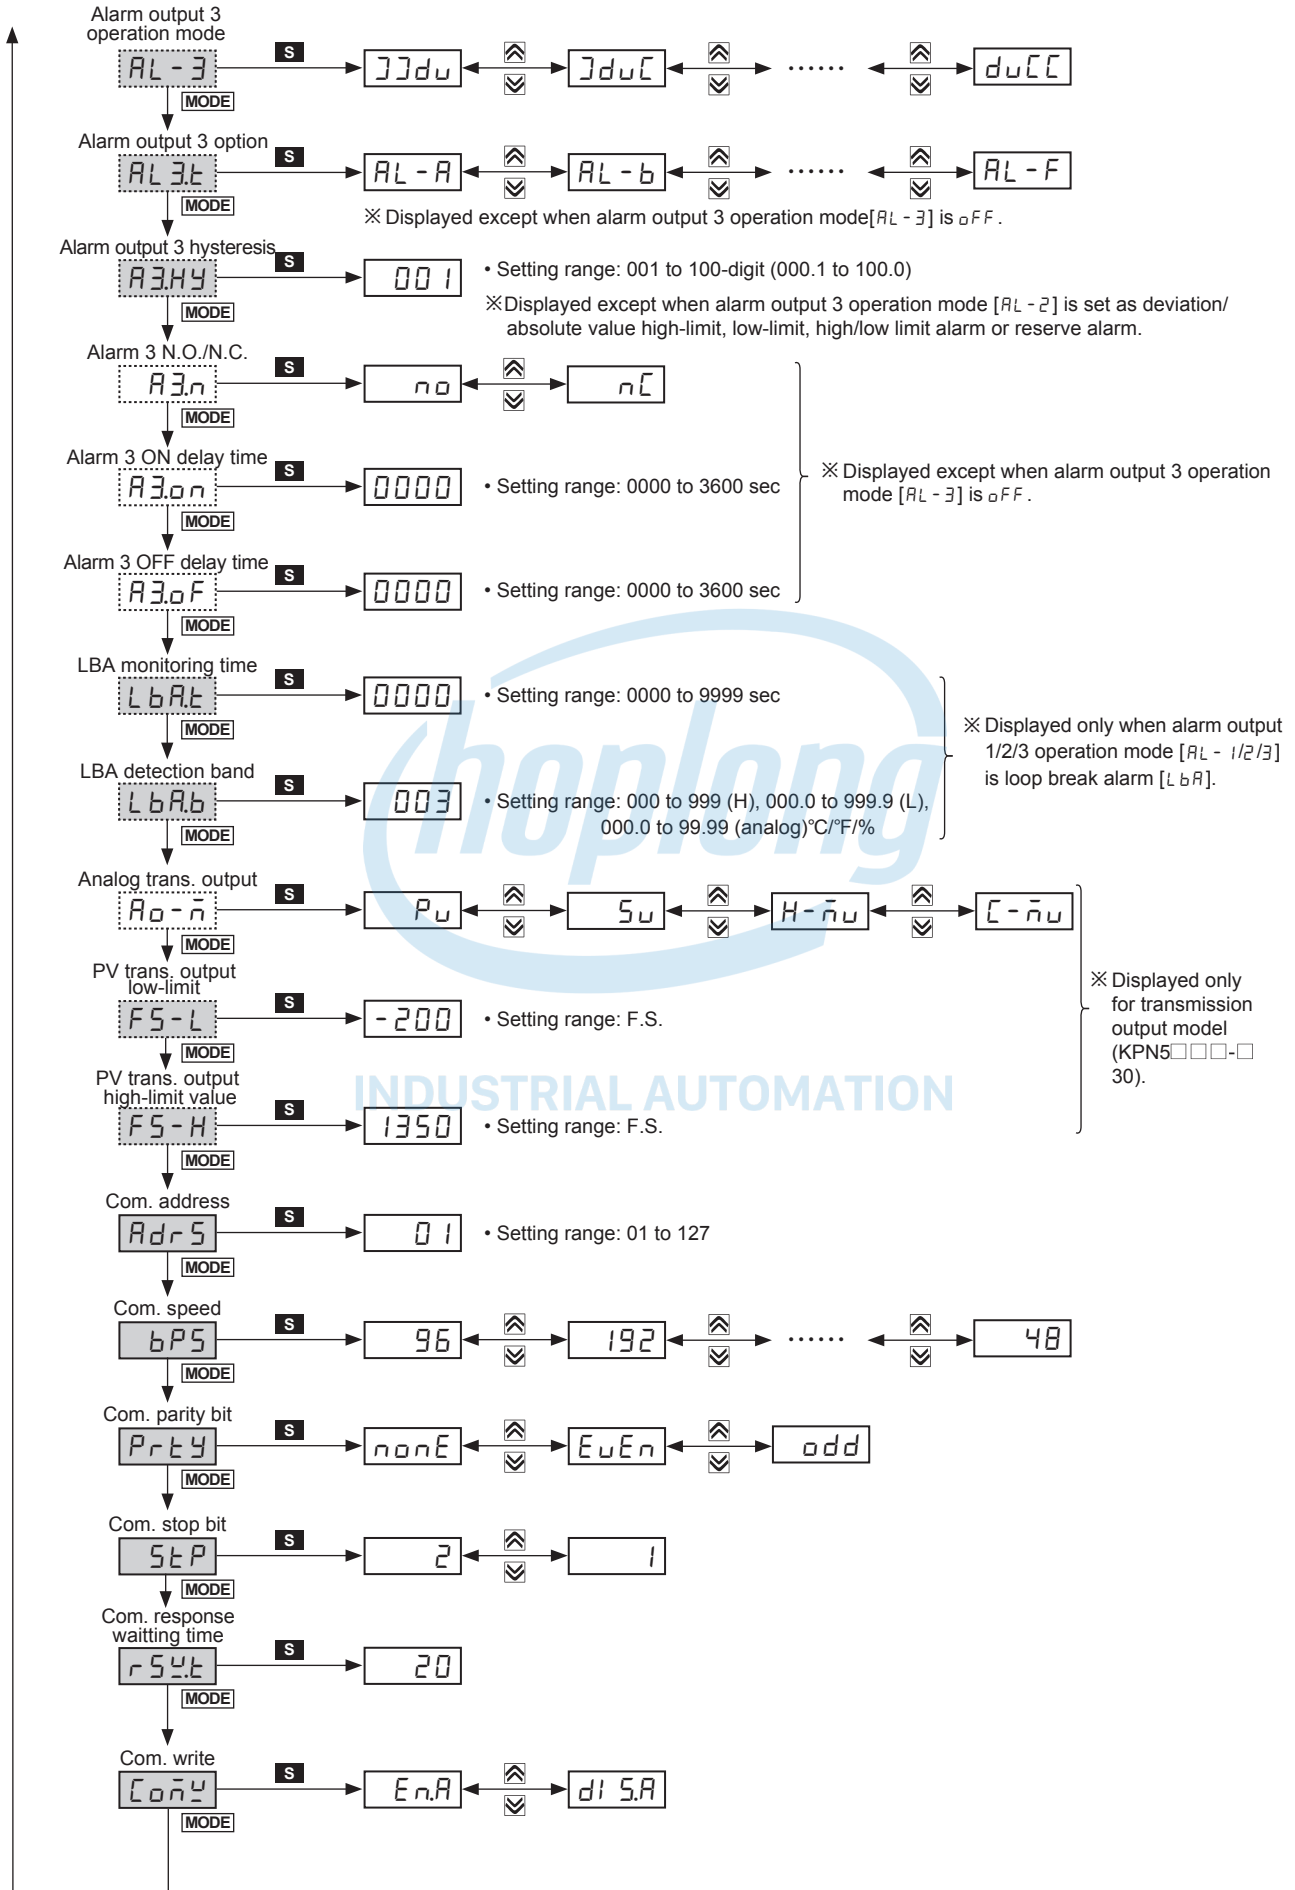 Alarm output 3
operation mode
AL-3 S ]]du ]duC ...... duCC
MODE
Alarm output 3 option
AL3.t S AL-A AL-b ...... AL-F
MODE
※ Displayed except when alarm output 3 operation mode[AL-3] is oFF.
Alarm output 3 hysteresis
A3.HY S 001 • Setting range: 001 to 100-digit (000.1 to 100.0)
MODE
※Displayed except when alarm output 3 operation mode [AL-2] is set as deviation/
absolute value high-limit, low-limit, high/low limit alarm or reserve alarm.
Alarm 3 N.O./N.C.
A3.n S no nC
MODE
Alarm 3 ON delay time
A3.on S 0000 • Setting range: 0000 to 3600 sec
MODE
※ Displayed except when alarm output 3 operation
mode [AL-3] is oFF.
Alarm 3 OFF delay time
A3.oF S 0000 • Setting range: 0000 to 3600 sec
MODE
LBA monitoring time
LbA.t S 0000 • Setting range: 0000 to 9999 sec
MODE
LBA detection band
LbA.b S 003 • Setting range: 000 to 999 (H), 000.0 to 999.9 (L),
000.0 to 99.99 (analog)°C/°F/%
MODE
※ Displayed only when alarm output
1/2/3 operation mode [AL-1/2/3]
is loop break alarm [LbA].
hoplong
INDUSTRIAL AUTOMATION
Analog trans. output
Ao-m S Pu Su H-mu C-mu
MODE
PV trans. output
low-limit
FS-L S -200 • Setting range: F.S.
MODE
PV trans. output
high-limit value
FS-H S 1350 • Setting range: F.S.
MODE
※ Displayed only
for transmission
output model
(KPN5□□□-□
30).
Com. address
AdrS S 01 • Setting range: 01 to 127
MODE
Com. speed
bPS S 96 192 ...... 48
MODE
Com. parity bit
PrtY S nonE EuEn odd
MODE
Com. stop bit
StP S 2 1
MODE
Com. response
waitting time
rSW.t S 20
MODE
Com. write
ComW S En.A dIS.A
MODE